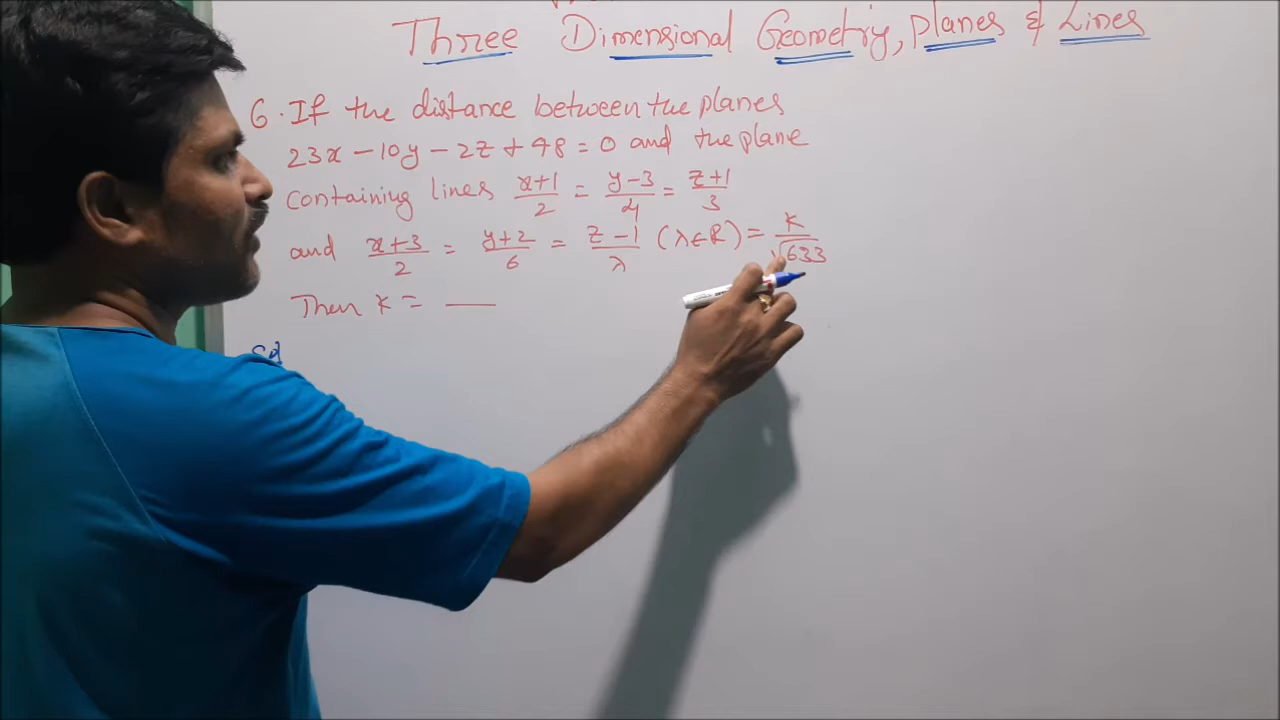 Three Dimensional Geometry, Planes & Lines
6. If the distance between the planes
23x - 10y - 2z + 48 = 0 and the plane
containing lines x+1/2 = y-3/4 = z+1/3
and x+3/2 = y+2/6 = z-1/λ (λ∈R) = K/√633
Then K = ___
Sol